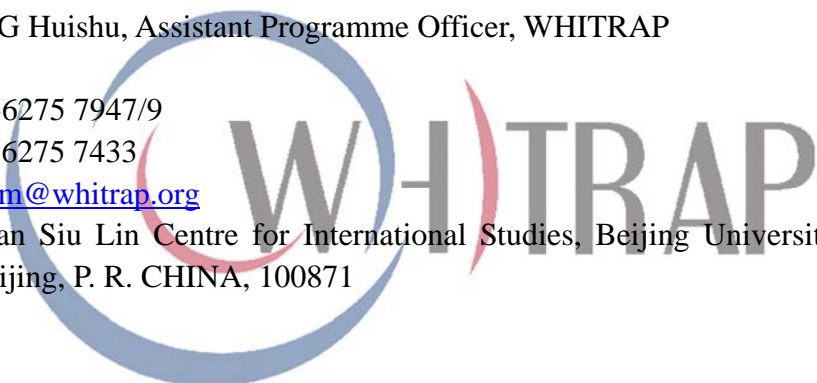 G Huishu, Assistant Programme Officer, WHITRAP
6275 7947/9
6275 7433
m@whitrap.org
an Siu Lin Centre for International Studies, Beijing Universit
ijing, P. R. CHINA, 100871
WHITRAP